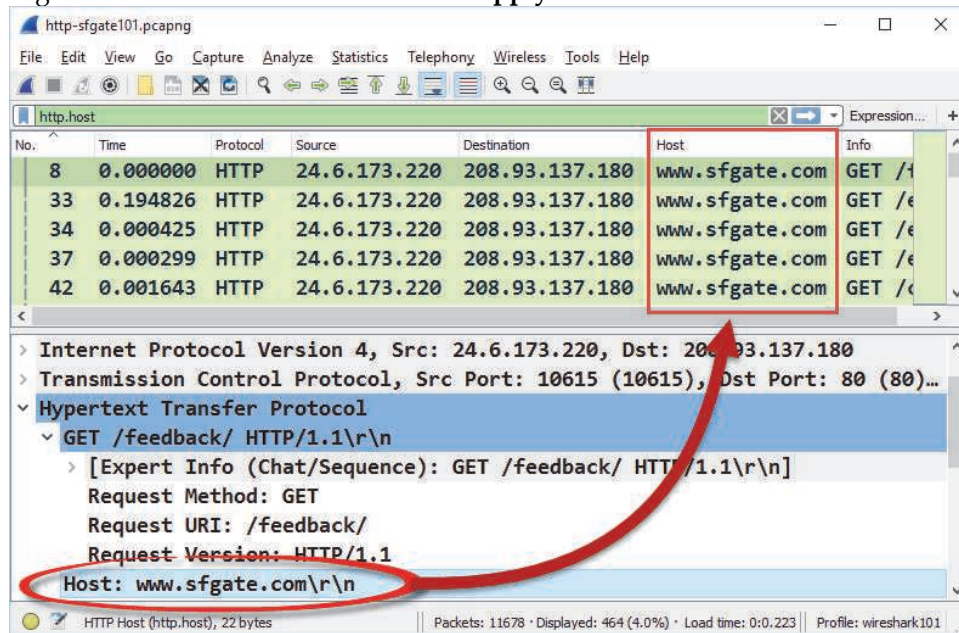 http-sfgate101.pcapng
File Edit View Go Capture Analyze Statistics Telephony Wireless Tools Help
http.host Expression... +
No. Time Protocol Source Destination Host Info
8 0.000000 HTTP 24.6.173.220 208.93.137.180 www.sfgate.com GET /f
33 0.194826 HTTP 24.6.173.220 208.93.137.180 www.sfgate.com GET /e
34 0.000425 HTTP 24.6.173.220 208.93.137.180 www.sfgate.com GET /e
37 0.000299 HTTP 24.6.173.220 208.93.137.180 www.sfgate.com GET /e
42 0.001643 HTTP 24.6.173.220 208.93.137.180 www.sfgate.com GET /c
Internet Protocol Version 4, Src: 24.6.173.220, Dst: 208.93.137.180
Transmission Control Protocol, Src Port: 10615 (10615), Dst Port: 80 (80)…
Hypertext Transfer Protocol
GET /feedback/ HTTP/1.1\r\n
[Expert Info (Chat/Sequence): GET /feedback/ HTTP/1.1\r\n]
Request Method: GET
Request URI: /feedback/
Request Version: HTTP/1.1
Host: www.sfgate.com\r\n
HTTP Host (http.host), 22 bytes Packets: 11678 · Displayed: 464 (4.0%) · Load time: 0:0.223 Profile: wireshark101